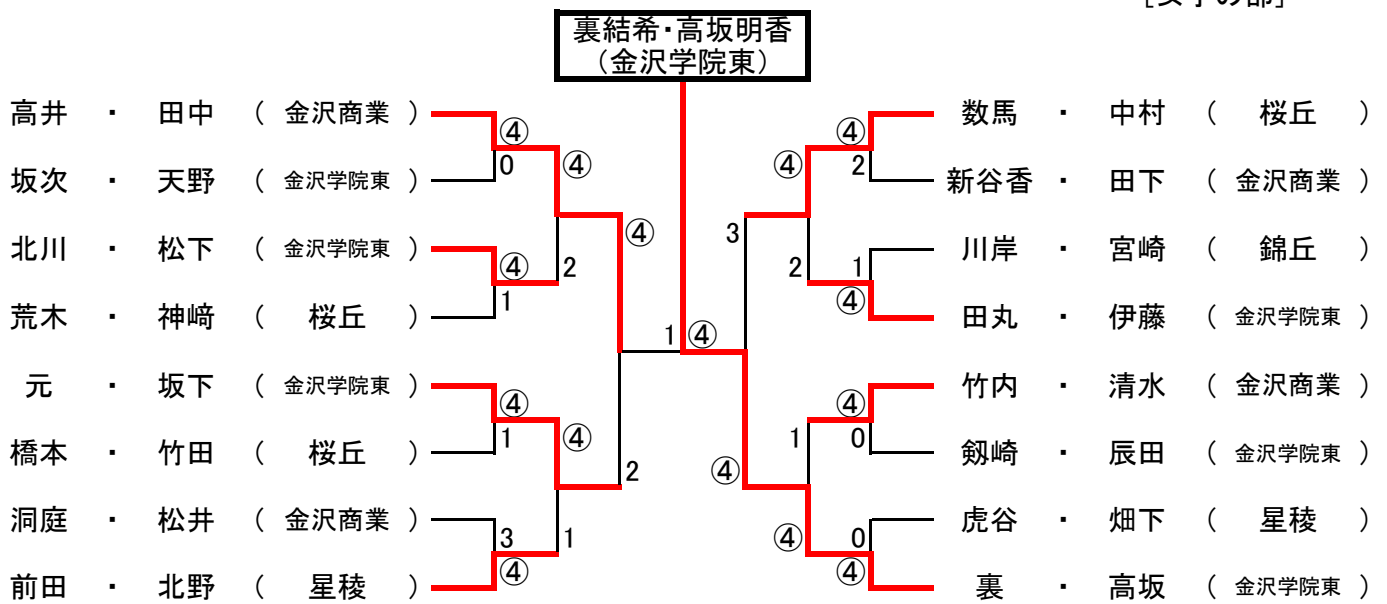 [女子の部]
裏結希・高坂明香
（金沢学院東）
高井 ・ 田中 （ 金沢商業 ）
坂次 ・ 天野 （ 金沢学院東 ）
北川 ・ 松下 （ 金沢学院東 ）
荒木 ・ 神﨑 （ 桜丘 ）
元 ・ 坂下 （ 金沢学院東 ）
橋本 ・ 竹田 （ 桜丘 ）
洞庭 ・ 松井 （ 金沢商業 ）
前田 ・ 北野 （ 星稜 ）
④
0
④
1
④
1
3
④
④
2
④
1
④
2
1
④
3
④
④
2
1
④
④
2
1
④
④
0
0
④
数馬 ・ 中村 （ 桜丘 ）
新谷香 ・ 田下 （ 金沢商業 ）
川岸 ・ 宮崎 （ 錦丘 ）
田丸 ・ 伊藤 （ 金沢学院東 ）
竹内 ・ 清水 （ 金沢商業 ）
剱崎 ・ 辰田 （ 金沢学院東 ）
虎谷 ・ 畑下 （ 星稜 ）
裏 ・ 高坂 （ 金沢学院東 ）